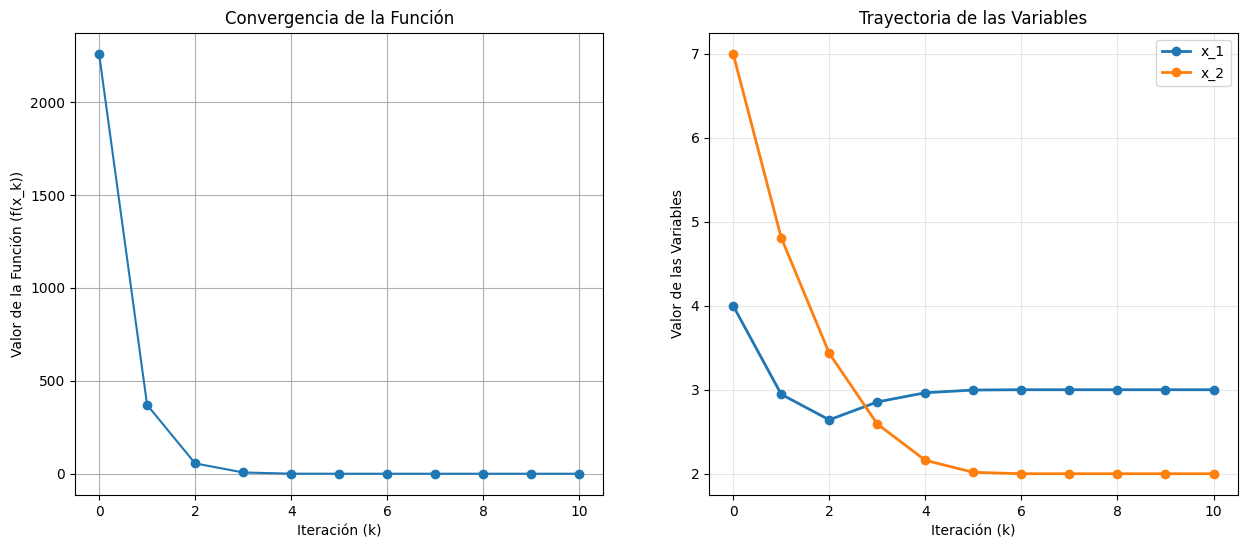 Convergencia de la Función
Valor de la Función (f(x_k))
2000
1500
1000
500
0
0 2 4 6 8 10
Iteración (k)
Trayectoria de las Variables
Valor de las Variables
x_1
x_2
7
6
5
4
3
2
0 2 4 6 8 10
Iteración (k)